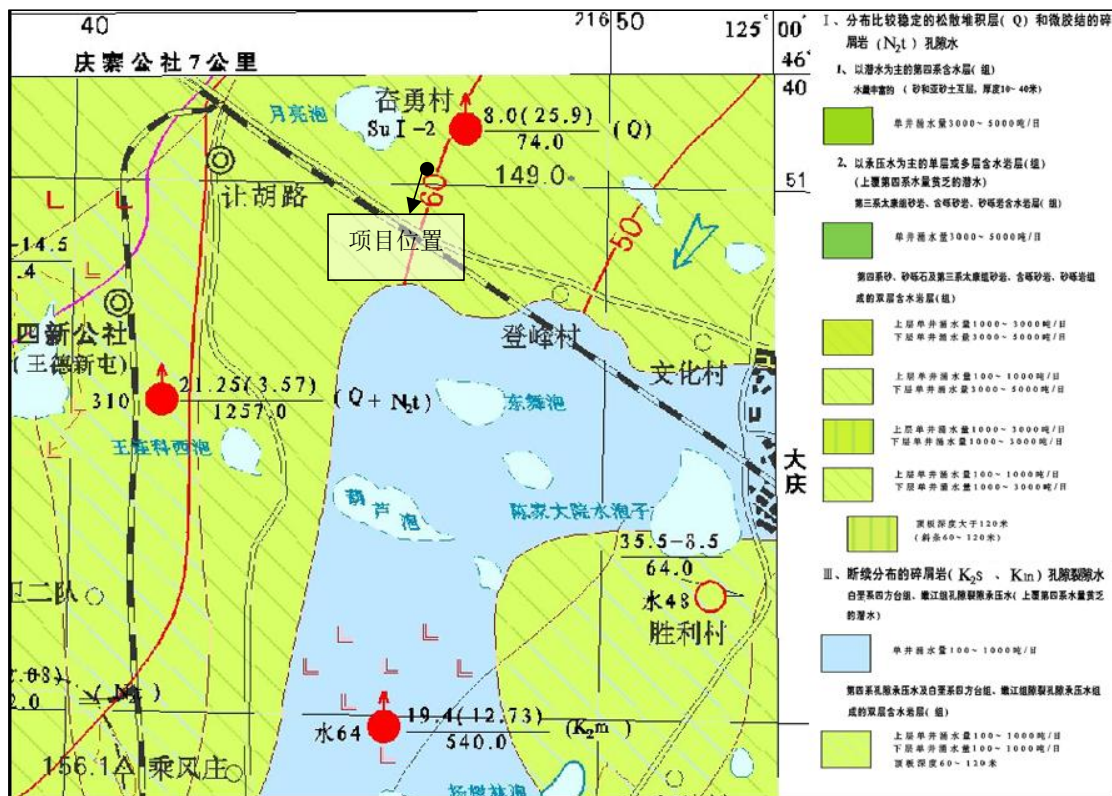 40
216 50
125° 00′
46°
40
51
庆寨公社7公里
月亮泡
奋勇村
SuⅠ-2
8.0(25.9)
74.0
(Q)
149.0
60
50
让胡路
项目位置
-14.5
.4
四新公社
(王德新屯)
登峰村
文化村
310
21.25(3.57)
1257.0
(Q+N₂t)
东舞泡
大庆
葫芦泡
陈家大院水泡子
35.5-8.5
64.0
水48
胜利村
卫二队
2.0
水64
19.4(12.73)
540.0
(K₂m)
156.1△ 乘风庄
杨树林泡
Ⅰ、分布比较稳定的松散堆积层(Q)和微胶结的碎
屑岩(N₂t)孔隙水
1、以潜水为主的第四系含水层(组)
水量丰富的 (砂和亚砂土互层,厚度10~40米)
单井涌水量3000~5000吨/日
2、以承压水为主的单层或多层含水岩层(组)
(上覆第四系水量贫乏的潜水)
第三系太康组砂岩、含砾砂岩、砂砾岩含水岩层(组)
单井涌水量3000~5000吨/日
第四系砂、砂砾石及第三系太康组砂岩、含砾砂岩、砂砾岩组
成的双层含水岩层(组)
上层单井涌水量1000~3000吨/日
下层单井涌水量3000~5000吨/日
上层单井涌水量100~1000吨/日
下层单井涌水量3000~5000吨/日
上层单井涌水量1000~3000吨/日
下层单井涌水量1000~3000吨/日
上层单井涌水量100~1000吨/日
下层单井涌水量1000~3000吨/日
顶板深度大于120米
(斜条60~120米)
Ⅲ、断续分布的碎屑岩(K₂s、K₁n)孔隙裂隙水
白垩系四方台组、嫩江组孔隙裂隙承压水(上覆第四系水量贫乏
的潜水)
单井涌水量100~1000吨/日
第四系孔隙承压水及白垩系四方台组、嫩江组隙裂孔承压水组
成的双层含水岩层(组)
上层单井涌水量100~1000吨/日
下层单井涌水量100~1000吨/日
顶板深度60~120米